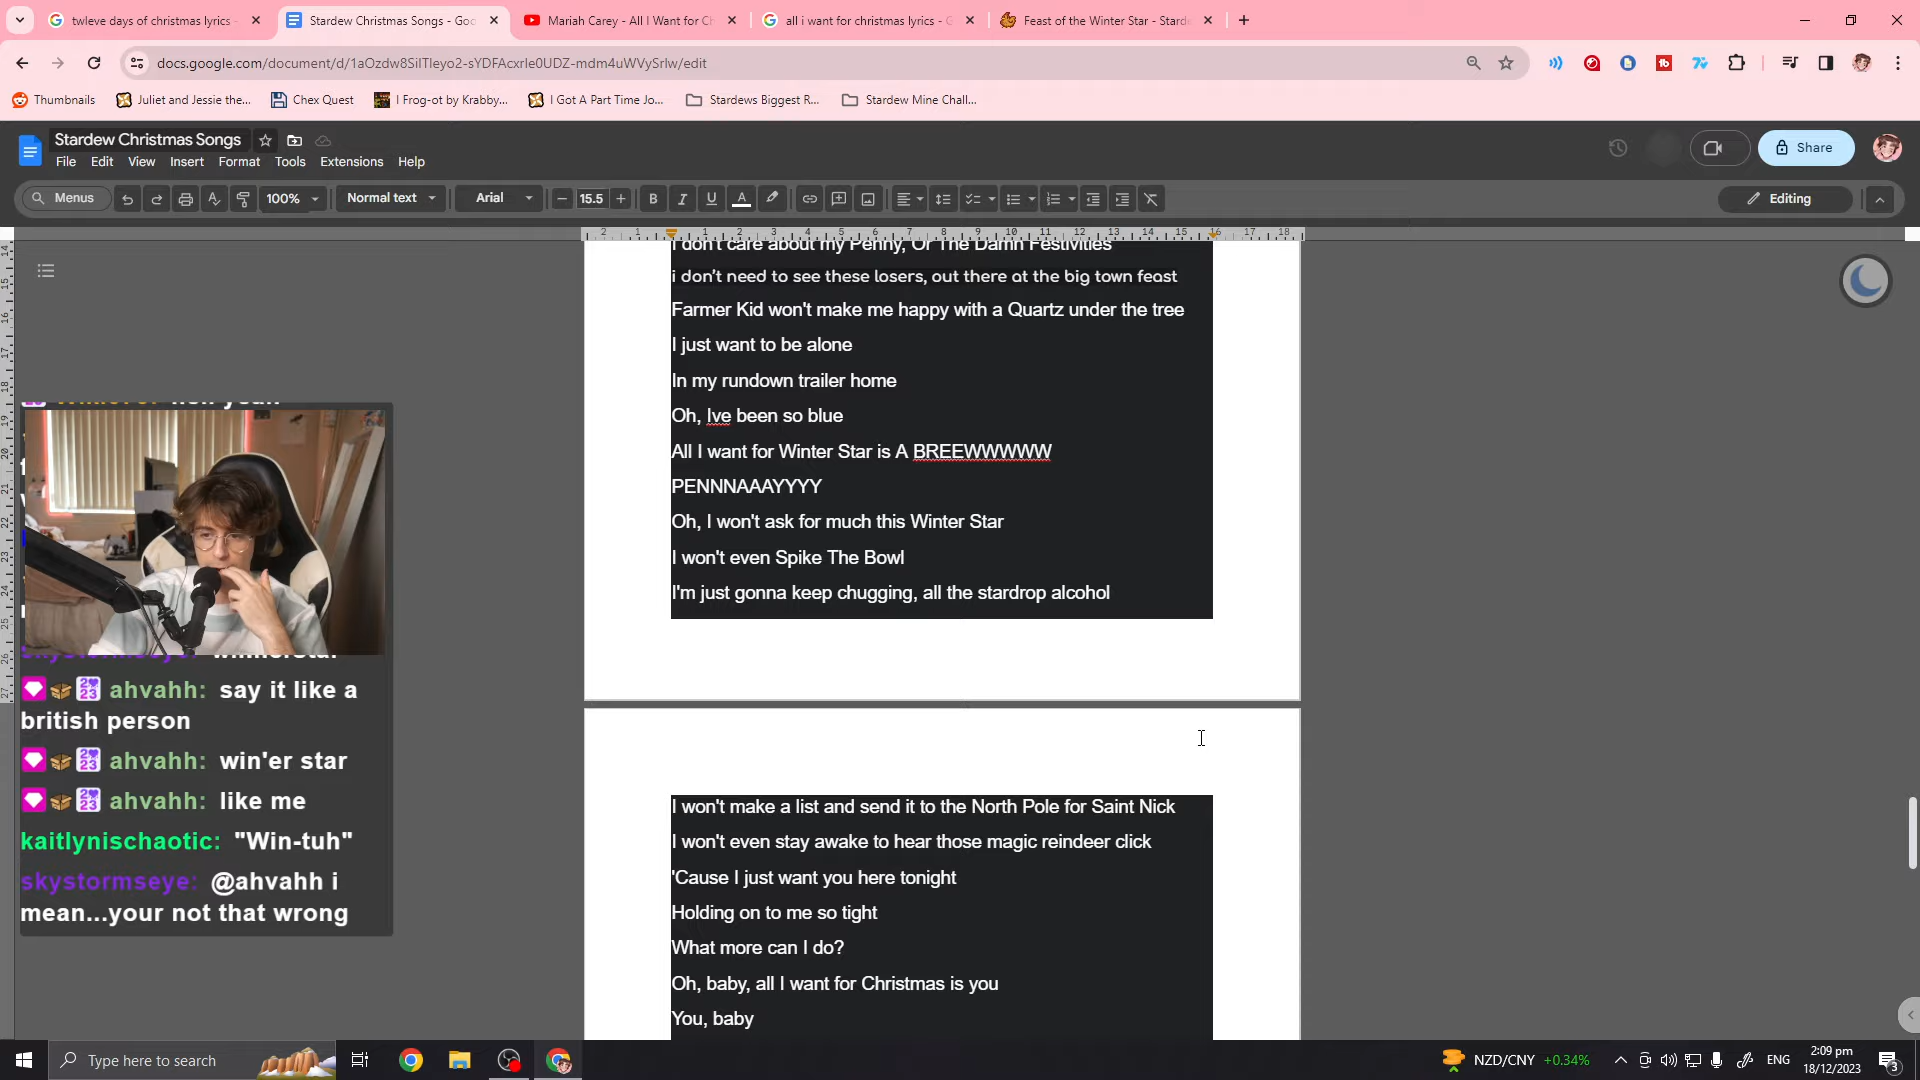 twleve days of christmas lyrics -
Stardew Christmas Songs - Goo
Mariah Carey - All I Want for Ch
all i want for christmas lyrics - G
Feast of the Winter Star - Starde
docs.google.com/document/d/1aOzdw8SiITleyo2-sYDFAcxrle0UDZ-mdm4uWVySrlw/edit
Thumbnails
Juliet and Jessie the...
Chex Quest
I Frog-ot by Krabby...
I Got A Part Time Jo...
Stardews Biggest R...
Stardew Mine Chall...
Stardew Christmas Songs
Share
File Edit View Insert Format Tools Extensions Help
Menus 100% Normal text Arial 15.5 Editing
I don't care about my Penny, Or The Damn Festivities
i don't need to see these losers, out there at the big town feast
Farmer Kid won't make me happy with a Quartz under the tree
I just want to be alone
In my rundown trailer home
Oh, Ive been so blue
All I want for Winter Star is A BREEWWWWW
PENNNAAAYYYY
Oh, I won't ask for much this Winter Star
I won't even Spike The Bowl
I'm just gonna keep chugging, all the stardrop alcohol
I won't make a list and send it to the North Pole for Saint Nick
I won't even stay awake to hear those magic reindeer click
'Cause I just want you here tonight
Holding on to me so tight
What more can I do?
Oh, baby, all I want for Christmas is you
You, baby
ahvahh: say it like a
british person
ahvahh: win'er star
ahvahh: like me
kaitlynischaotic: "Win-tuh"
skystormseye: @ahvahh i
mean...your not that wrong
Type here to search
NZD/CNY +0.34%
ENG
2:09 pm
18/12/2023
3